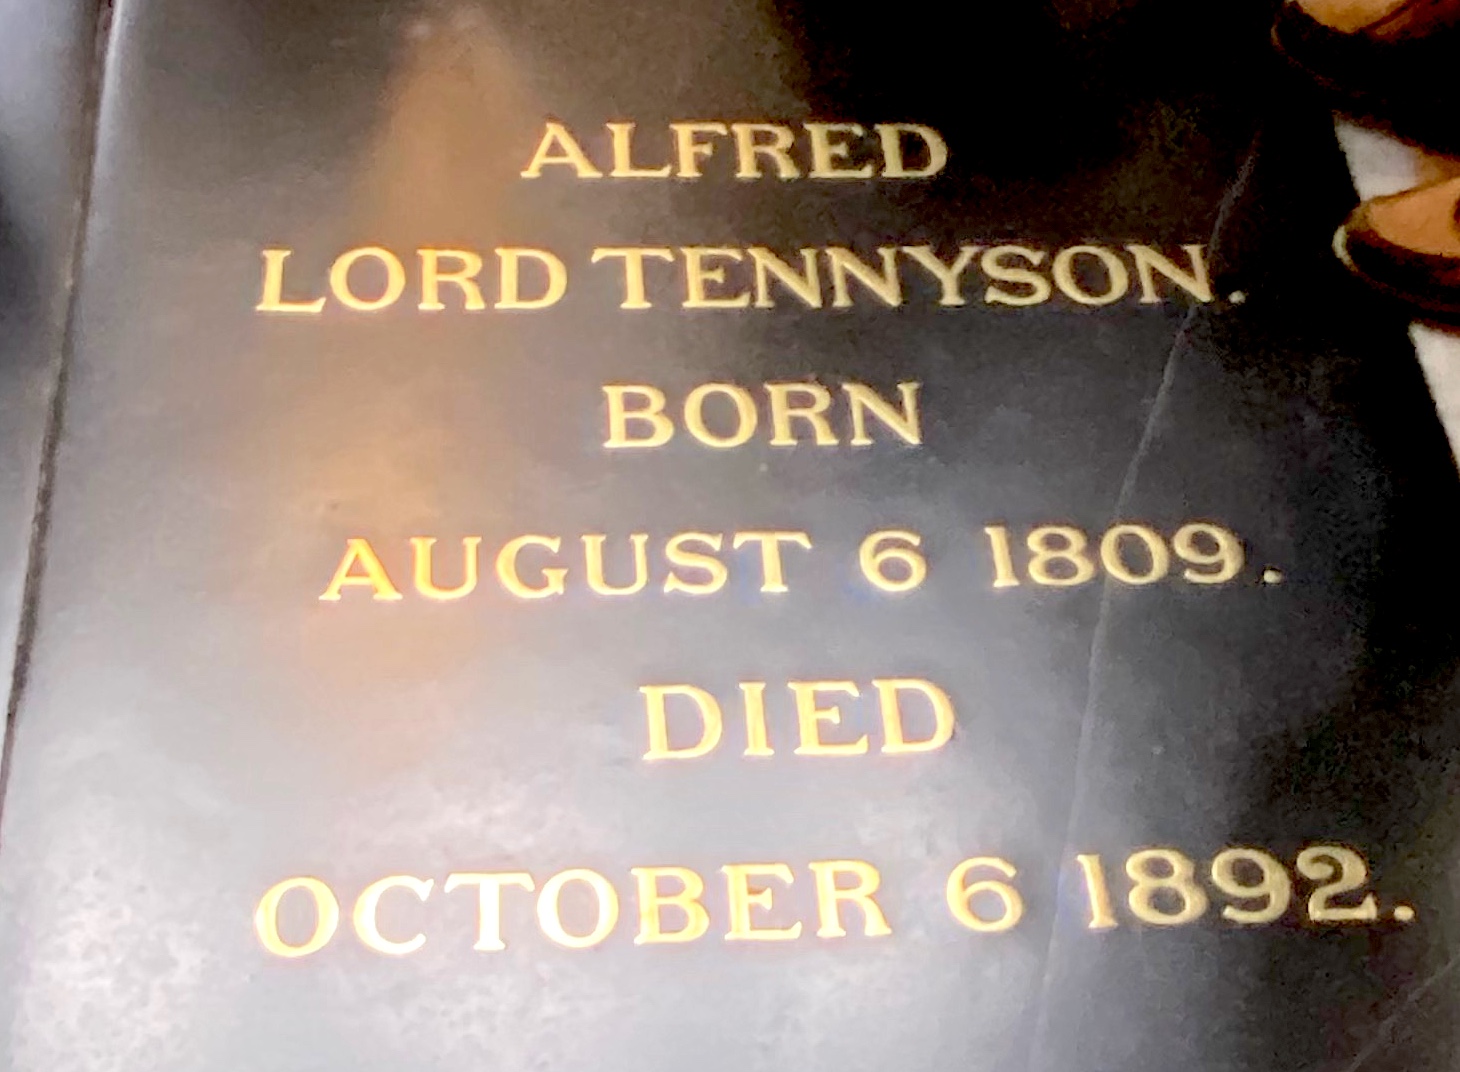 ALFRED
LORD TENNYSON.
BORN
AUGUST 6 1809.
DIED
OCTOBER 6 1892.